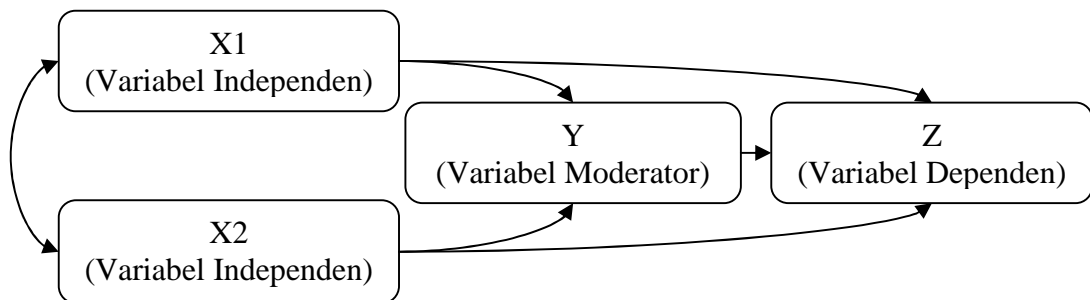 X1
(Variabel Independen)
Y
(Variabel Moderator)
Z
(Variabel Dependen)
X2
(Variabel Independen)